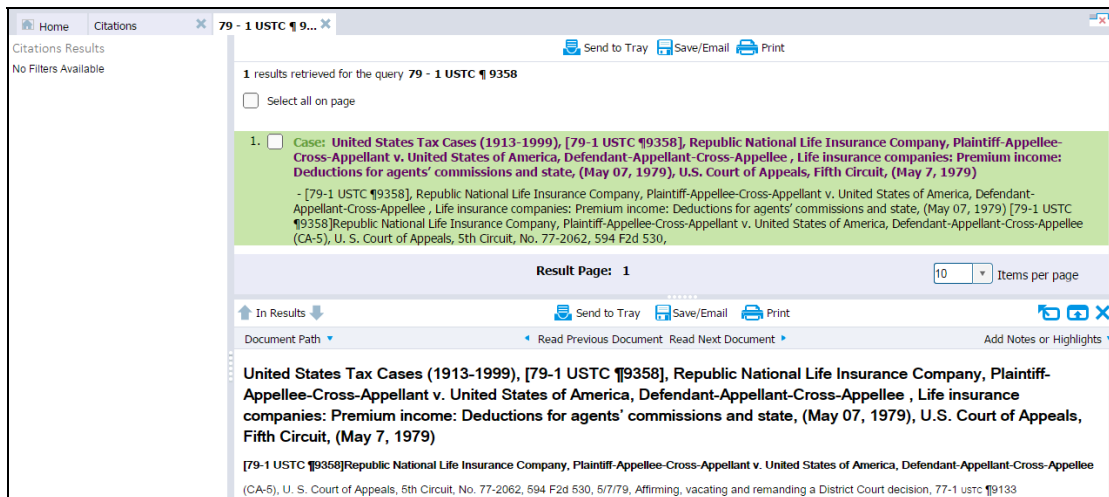 Home Citations 79 - 1 USTC ¶ 9...
Citations Results
No Filters Available
Send to Tray Save/Email Print
1 results retrieved for the query 79 - 1 USTC ¶ 9358
Select all on page
1. Case: United States Tax Cases (1913-1999), [79-1 USTC ¶9358], Republic National Life Insurance Company, Plaintiff-Appellee-
Cross-Appellant v. United States of America, Defendant-Appellant-Cross-Appellee , Life insurance companies: Premium income:
Deductions for agents' commissions and state, (May 07, 1979), U.S. Court of Appeals, Fifth Circuit, (May 7, 1979)
- [79-1 USTC ¶9358], Republic National Life Insurance Company, Plaintiff-Appellee-Cross-Appellant v. United States of America, Defendant-
Appellant-Cross-Appellee , Life insurance companies: Premium income: Deductions for agents' commissions and state, (May 07, 1979) [79-1 USTC
¶9358]Republic National Life Insurance Company, Plaintiff-Appellee-Cross-Appellant v. United States of America, Defendant-Appellant-Cross-Appellee
(CA-5), U. S. Court of Appeals, 5th Circuit, No. 77-2062, 594 F2d 530,
Result Page: 1 10 Items per page
In Results Send to Tray Save/Email Print
Document Path Read Previous Document Read Next Document Add Notes or Highlights
United States Tax Cases (1913-1999), [79-1 USTC ¶9358], Republic National Life Insurance Company, Plaintiff-
Appellee-Cross-Appellant v. United States of America, Defendant-Appellant-Cross-Appellee , Life insurance
companies: Premium income: Deductions for agents' commissions and state, (May 07, 1979), U.S. Court of Appeals,
Fifth Circuit, (May 7, 1979)
[79-1 USTC ¶9358]Republic National Life Insurance Company, Plaintiff-Appellee-Cross-Appellant v. United States of America, Defendant-Appellant-Cross-Appellee
(CA-5), U. S. Court of Appeals, 5th Circuit, No. 77-2062, 594 F2d 530, 5/7/79, Affirming, vacating and remanding a District Court decision, 77-1 USTC ¶9133